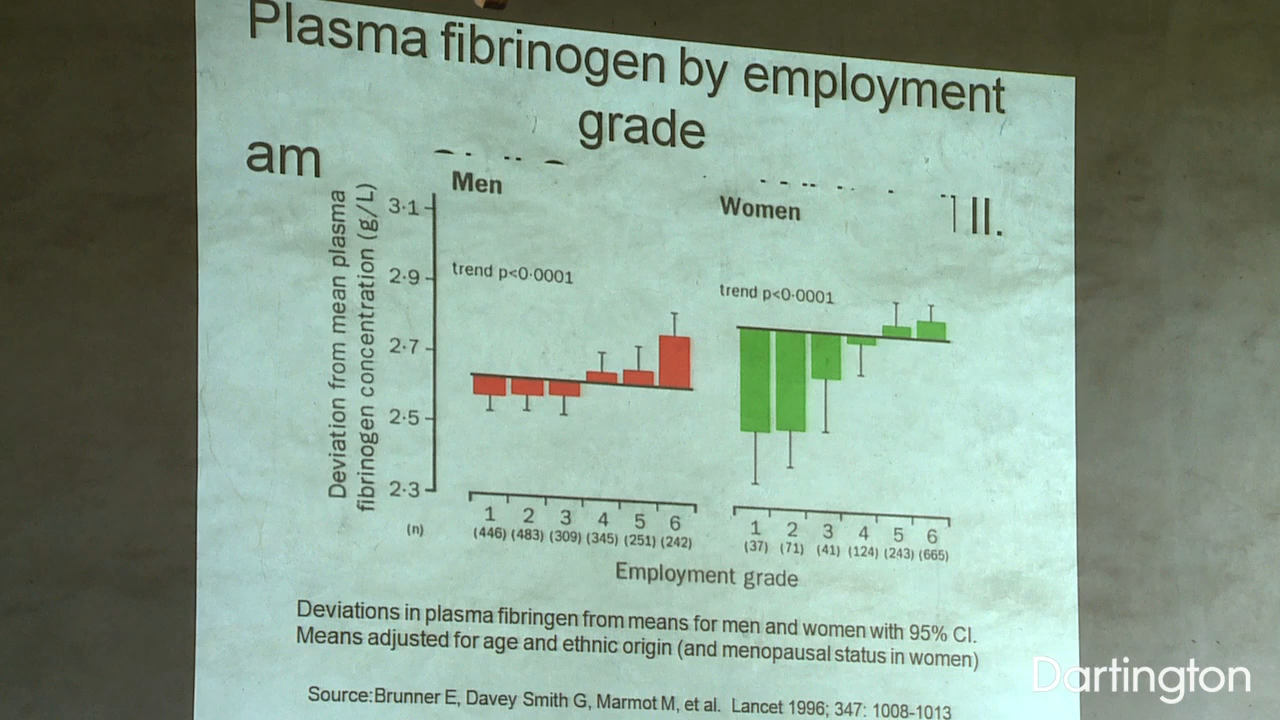 Plasma fibrinogen by employment
grade
am
II.
Men
Women
Deviation from mean plasma
fibrinogen concentration (g/L)
3·1
2·9
2·7
2·5
2·3
trend p<0·0001
trend p<0·0001
1 2 3 4 5 6
1 2 3 4 5 6
(n)
(446) (483) (309) (345) (251) (242)
(37) (71) (41) (124) (243) (665)
Employment grade
Deviations in plasma fibringen from means for men and women with 95% CI.
Means adjusted for age and ethnic origin (and menopausal status in women)
Source:Brunner E, Davey Smith G, Marmot M, et al. Lancet 1996; 347: 1008-1013
Dartington